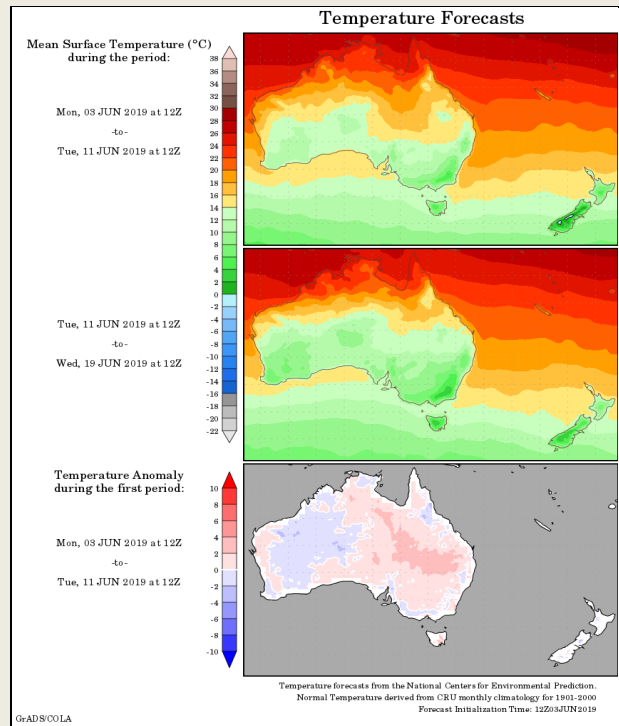 Temperature Forecasts
Mean Surface Temperature (°C)
during the period:
Mon, 03 JUN 2019 at 12Z
-to-
Tue, 11 JUN 2019 at 12Z
38
36
34
32
30
28
26
24
22
20
18
16
14
12
10
8
6
4
2
0
-2
-4
-6
-8
-10
-12
-14
-16
-17
-20
-22
Tue, 11 JUN 2019 at 12Z
-to-
Wed, 19 JUN 2019 at 12Z
Temperature Anomaly
during the first period:
Mon, 03 JUN 2019 at 12Z
-to-
Tue, 11 JUN 2019 at 12Z
10
8
6
4
2
0
-2
-4
-6
-8
-10
Temperature forecasts from the National Centers for Environmental Prediction.
Normal Temperature derived from CRU monthly climatology for 1901-2000
Forecast Initialization Time: 12Z03JUN2019
GrADS/COLA